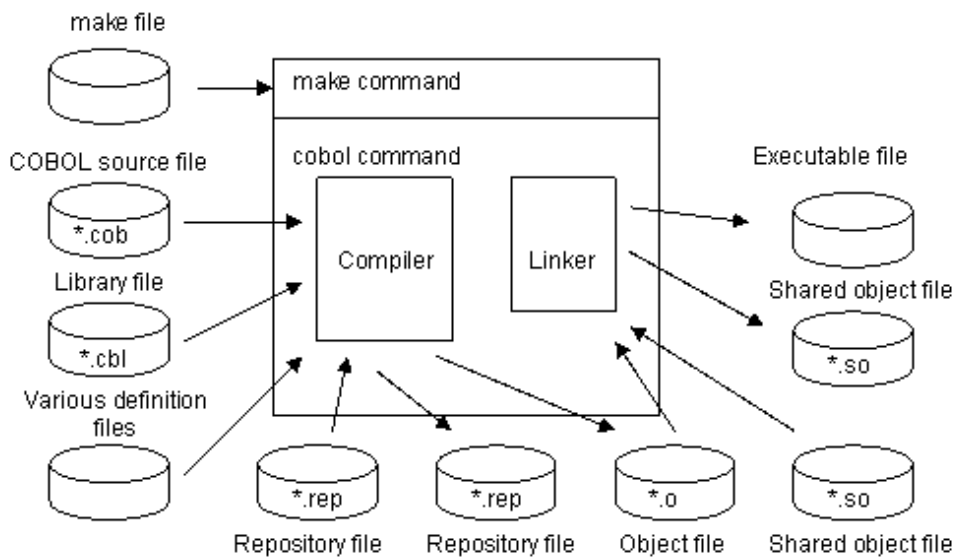 make file
make command
COBOL source file
cobol command
Executable file
*.cob
Compiler
Linker
Library file
Shared object file
*.cbl
*.so
Various definition
files
*.rep
*.rep
*.o
*.so
Repository file
Repository file
Object file
Shared object file